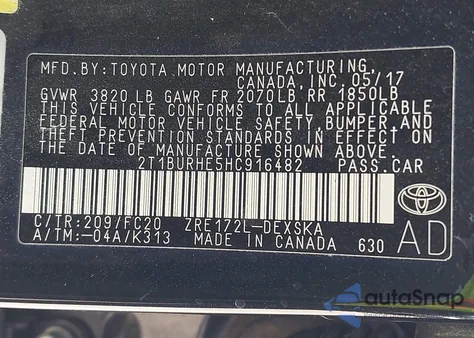 MFD.BY:TOYOTA MOTOR MANUFACTURING,
CANADA, INC. 05/17
GVWR 3820 LB GAWR FR 2070LB RR 1850LB
THIS VEHICLE CONFORMS TO ALL APPLICABLE
FEDERAL MOTOR VEHICLE SAFETY, BUMPER, AND
THEFT PREVENTION STANDARDS IN EFFECT ON
THE DATE OF MANUFACTURE SHOWN ABOVE.
2T1BURHE5HC916482 PASS.CAR
C/TR:209/FC20 ZRE172L-DEXSKA
A/TM:-04A/K313 MADE IN CANADA 630
TOYOTA
AD
autoSnap